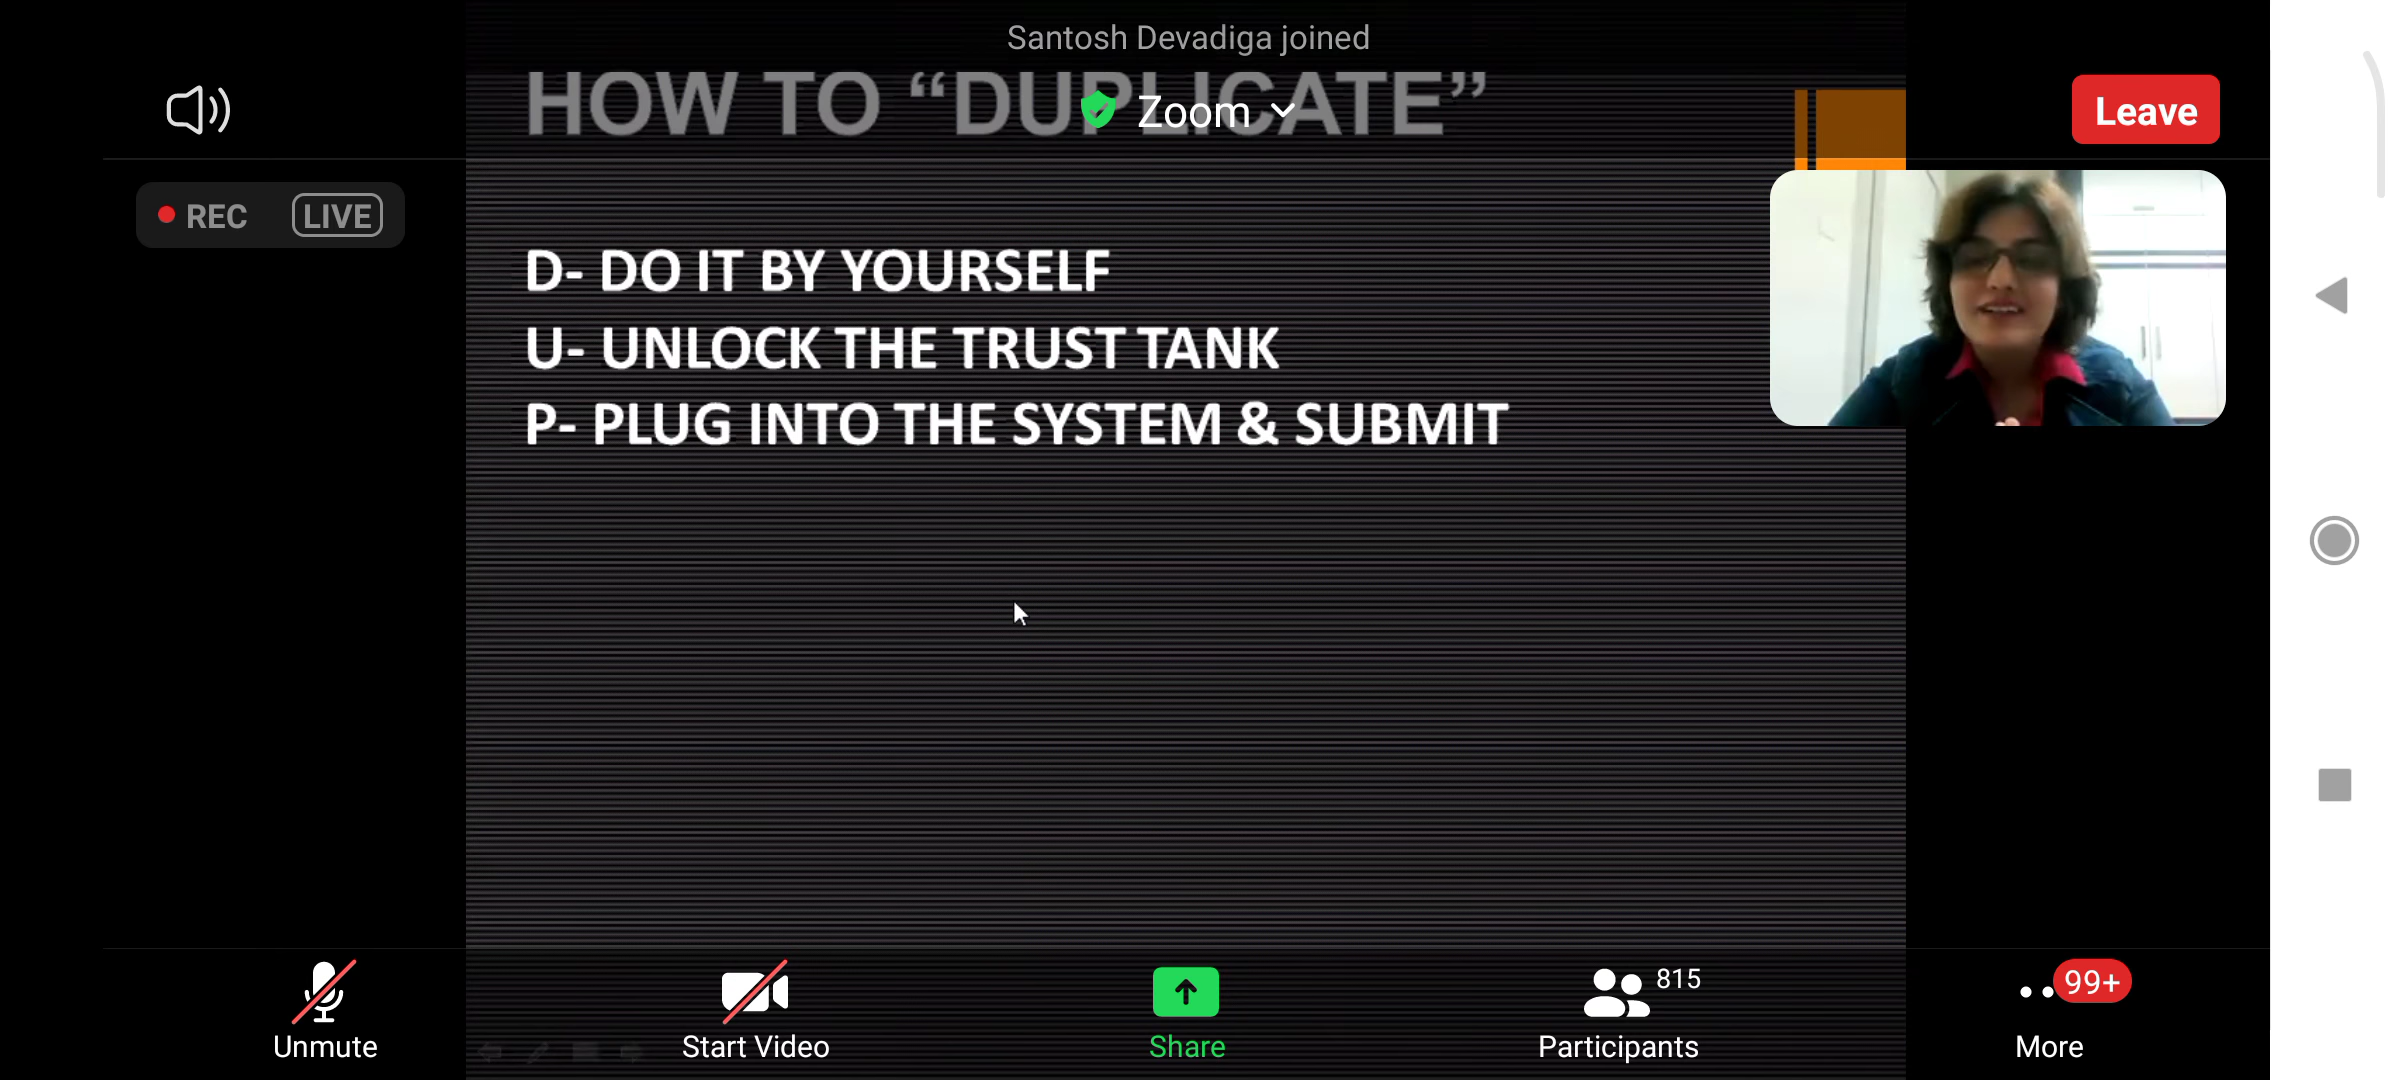 Santosh Devadiga joined
HOW TO “DUPLICATE”
Zoom
Leave
REC LIVE
D- DO IT BY YOURSELF
U- UNLOCK THE TRUST TANK
P- PLUG INTO THE SYSTEM & SUBMIT
815
99+
Unmute
Start Video
Share
Participants
More